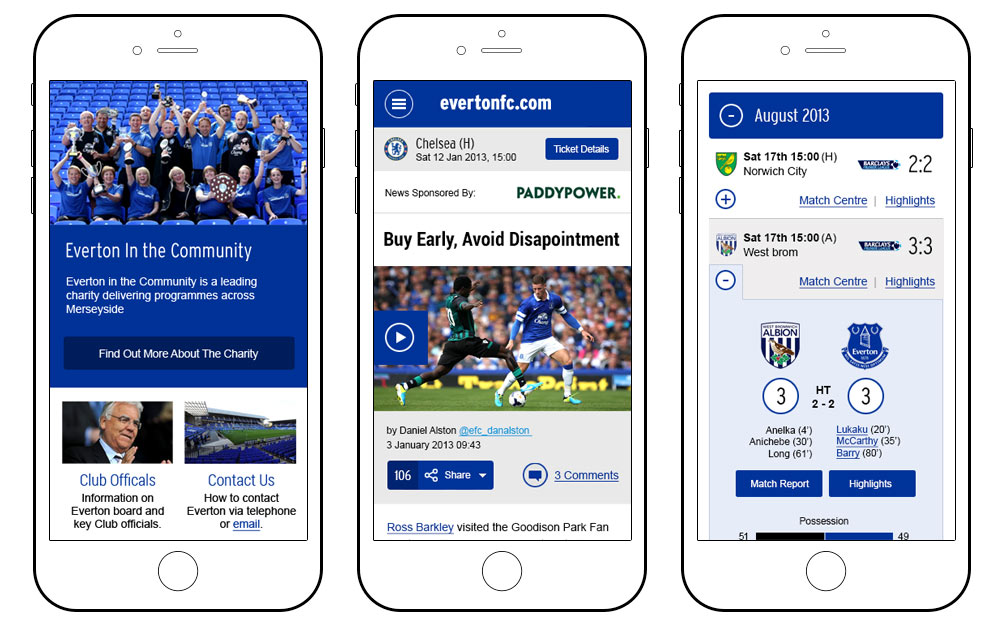 Everton In the Community
Everton in the Community is a leading
charity delivering programmes across
Merseyside
Find Out More About The Charity
Club Officals
Information on
Everton board and
key Club officials.
Contact Us
How to contact
Everton via telephone
or email.
evertonfc.com
Chelsea (H)
Sat 12 Jan 2013, 15:00
Ticket Details
News Sponsored By:
PADDYPOWER.
Buy Early, Avoid Disapointment
by Daniel Alston @efc_danalston
3 January 2013 09:43
106
Share
3 Comments
Ross Barkley visited the Goodison Park Fan
- August 2013
Sat 17th 15:00 (H)
Norwich City
BARCLAYS
2:2
+
Match Centre | Highlights
ALBION
Sat 17th 15:00 (A)
West brom
BARCLAYS
3:3
-
Match Centre | Highlights
WEST BROMWICH
ALBION
Everton
3
HT
2 - 2
3
Anelka (4')
Anichebe (30')
Long (61')
Lukaku (20')
McCarthy (35')
Barry (80')
Match Report
Highlights
Possession
51
49